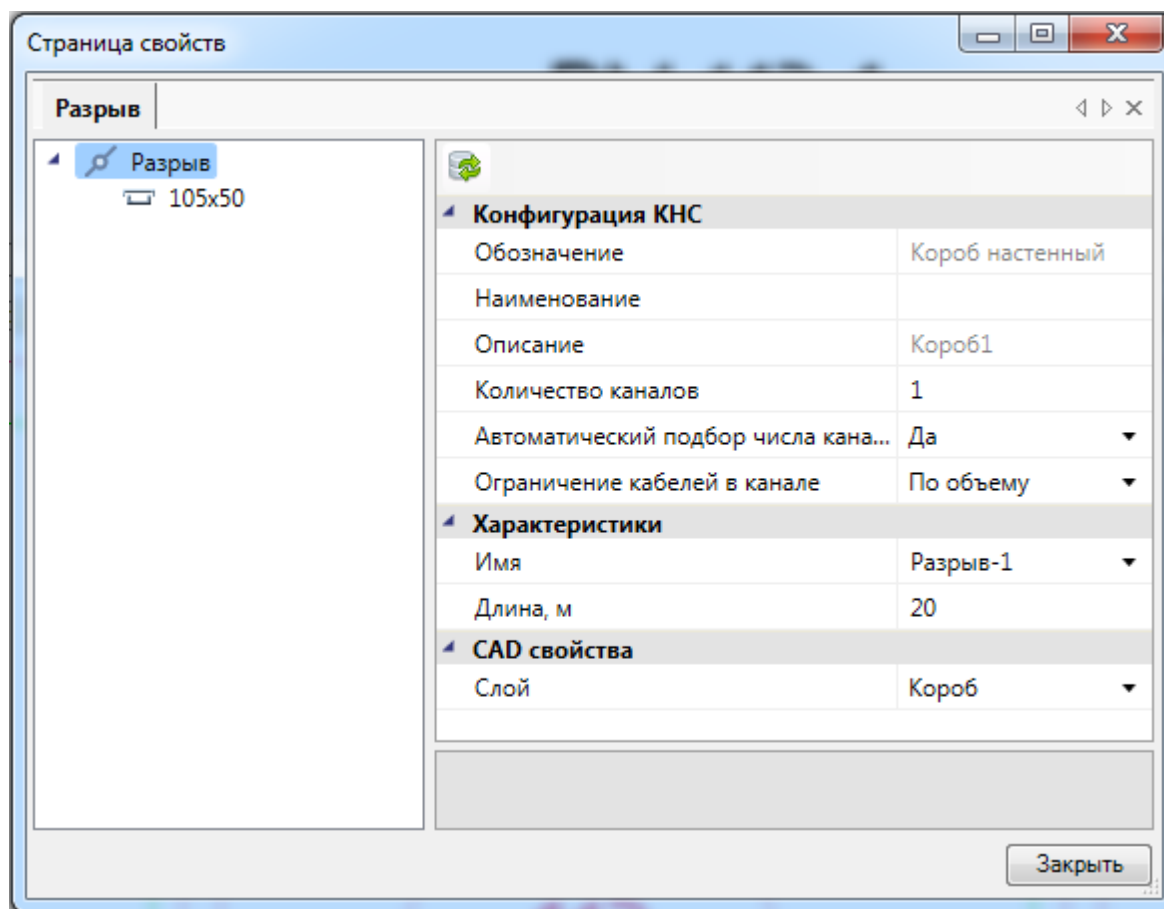 Страница свойств
Разрыв
Разрыв
105x50
Конфигурация КНС
Обозначение Короб настенный
Наименование
Описание Короб1
Количество каналов 1
Автоматический подбор числа кана... Да
Ограничение кабелей в канале По объему
Характеристики
Имя Разрыв-1
Длина, м 20
CAD свойства
Слой Короб
Закрыть